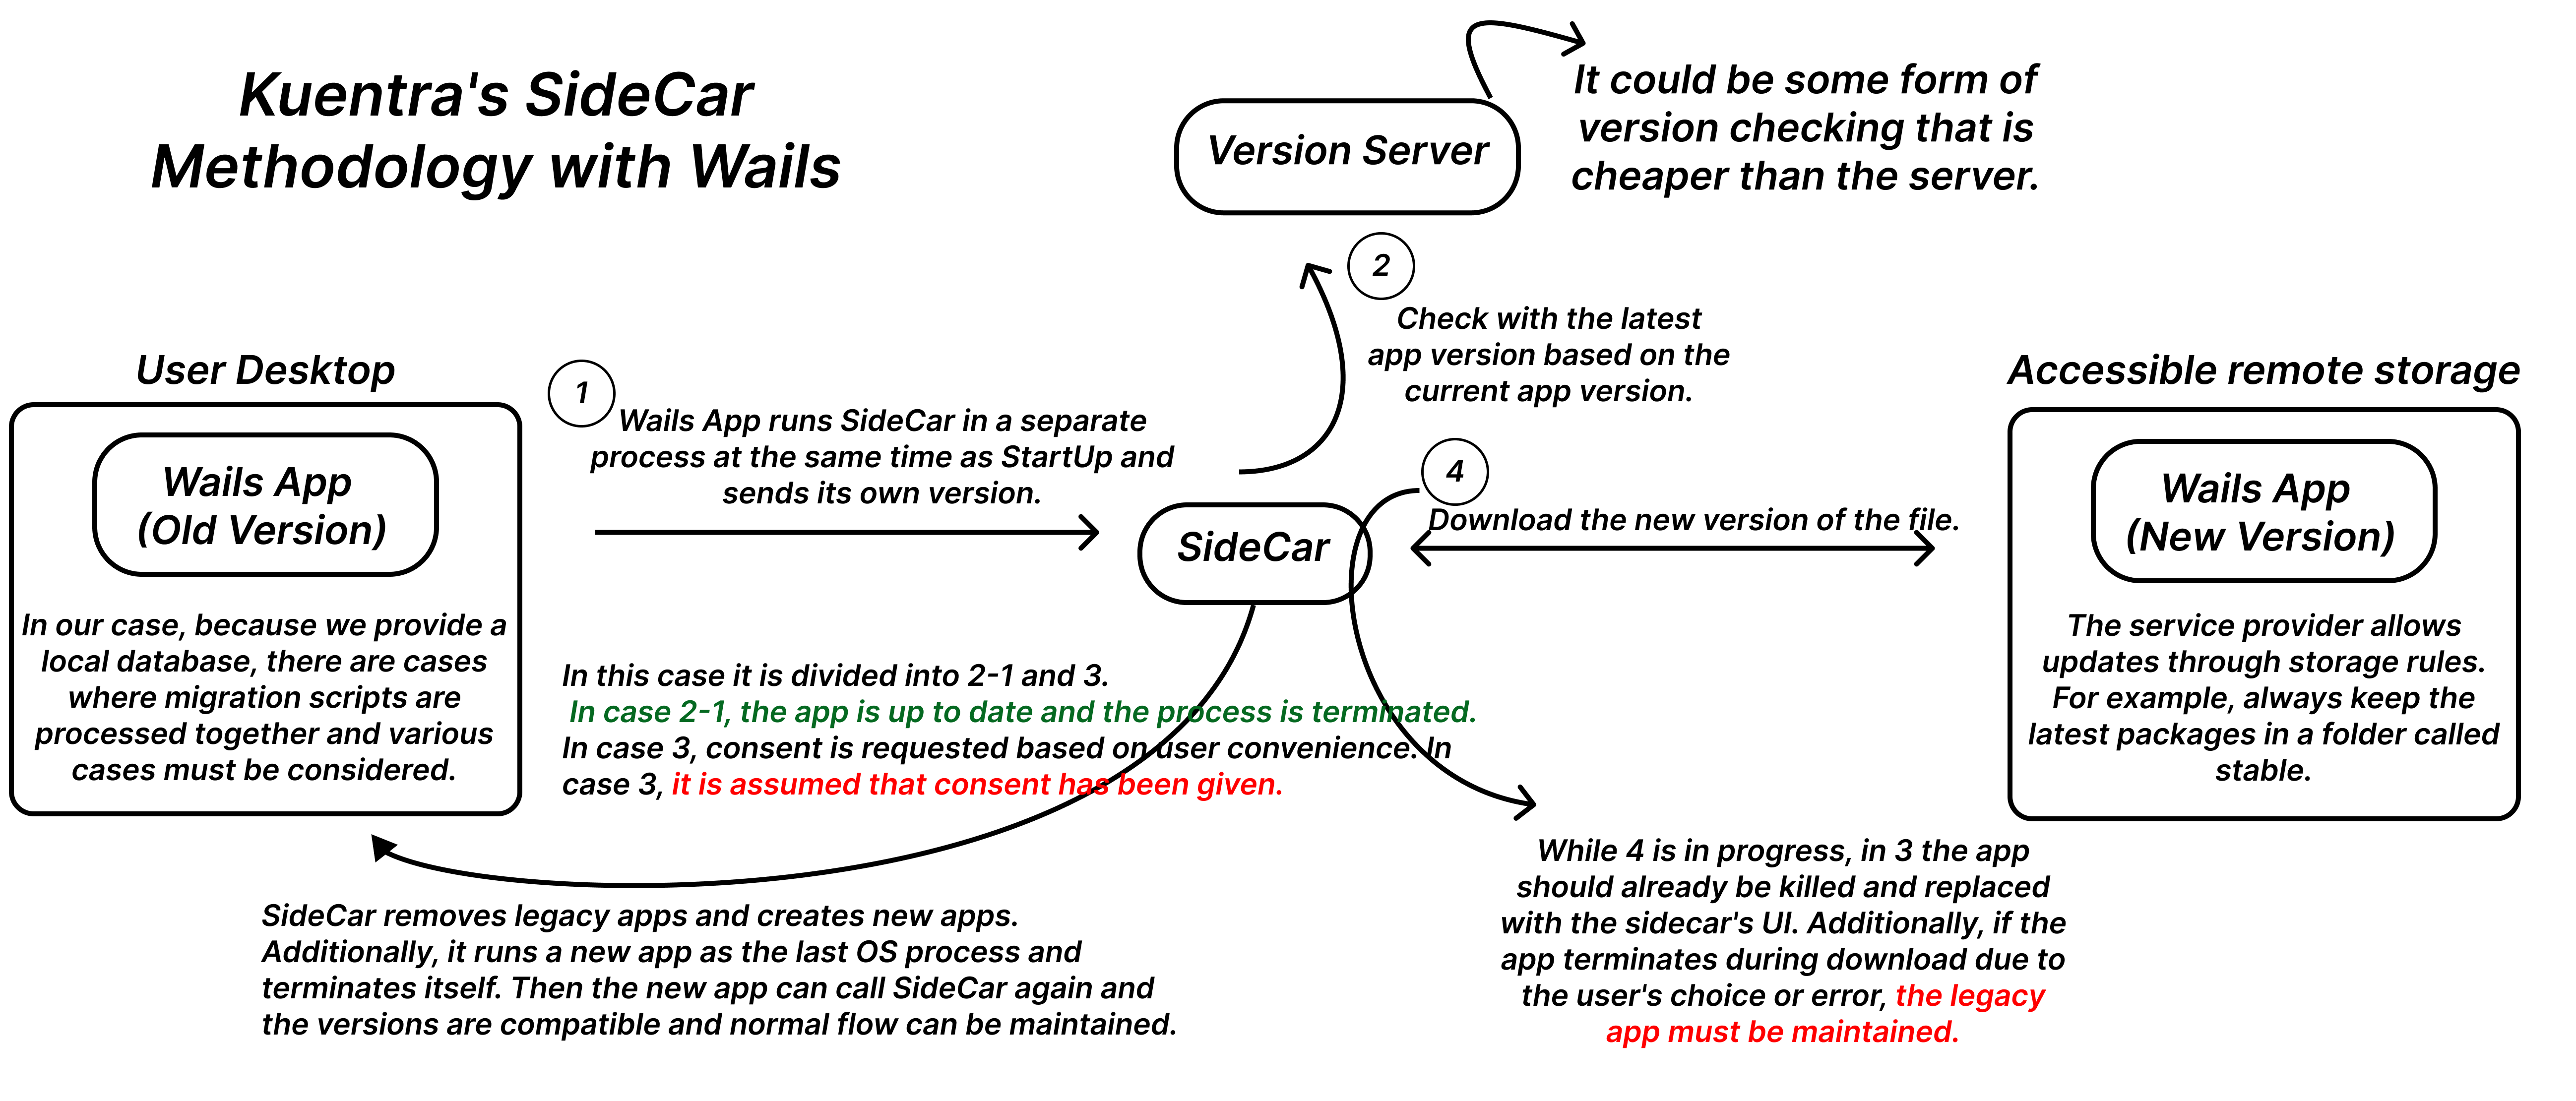 Kuentra's SideCar
Methodology with Wails
Version Server
It could be some form of
version checking that is
cheaper than the server.
2
Check with the latest
app version based on the
current app version.
User Desktop
Wails App
(Old Version)
In our case, because we provide a
local database, there are cases
where migration scripts are
processed together and various
cases must be considered.
1
Wails App runs SideCar in a separate
process at the same time as StartUp and
sends its own version.
SideCar
4
Download the new version of the file.
Accessible remote storage
Wails App
(New Version)
The service provider allows
updates through storage rules.
For example, always keep the
latest packages in a folder called
stable.
In this case it is divided into 2-1 and 3.
In case 2-1, the app is up to date and the process is terminated.
In case 3, consent is requested based on user convenience. In
case 3, it is assumed that consent has been given.
SideCar removes legacy apps and creates new apps.
Additionally, it runs a new app as the last OS process and
terminates itself. Then the new app can call SideCar again and
the versions are compatible and normal flow can be maintained.
While 4 is in progress, in 3 the app
should already be killed and replaced
with the sidecar's UI. Additionally, if the
app terminates during download due to
the user's choice or error, the legacy
app must be maintained.